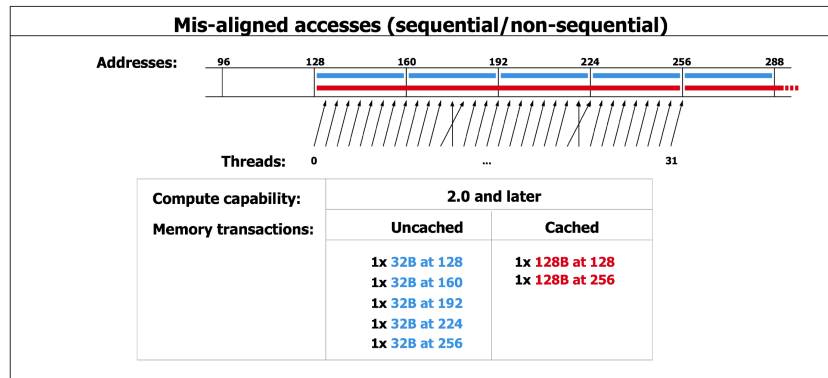 Mis-aligned accesses (sequential/non-sequential)
Addresses: 96 128 160 192 224 256 288
Threads: 0 ... 31
Compute capability: 2.0 and later
Memory transactions: Uncached Cached
1x 32B at 128 1x 128B at 128
1x 32B at 160 1x 128B at 256
1x 32B at 192
1x 32B at 224
1x 32B at 256